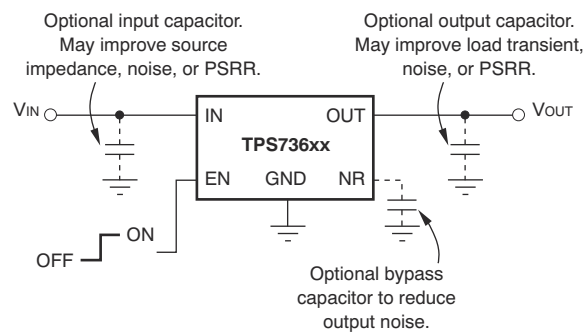 Optional input capacitor.
May improve source
impedance, noise, or PSRR.
Optional output capacitor.
May improve load transient,
noise, or PSRR.
VIN
IN
OUT
VOUT
TPS736xx
EN
GND
NR
ON
OFF
Optional bypass
capacitor to reduce
output noise.